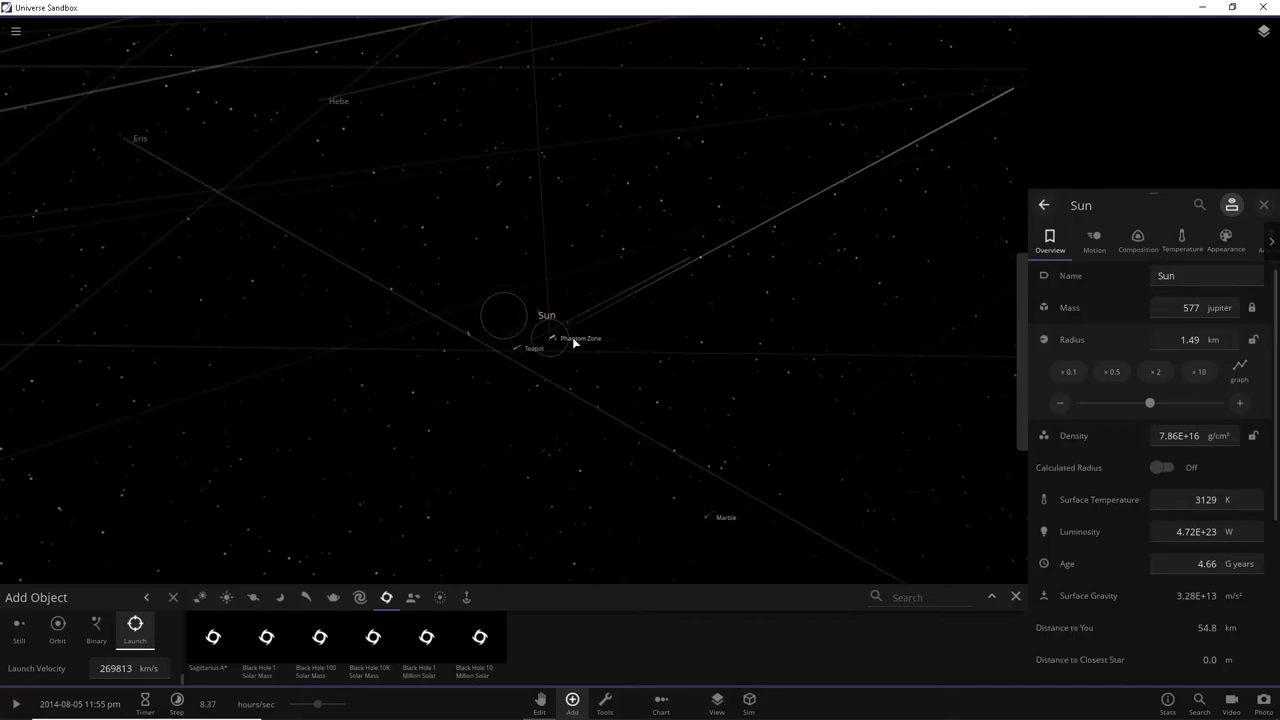 Universe Sandbox
Hebe
Eris
Sun
Phantom Zone
Teapot
Marble
Sun
Overview
Motion
Composition
Temperature
Appearance
Name Sun
Mass 577 jupiter
Radius 1.49 km
× 0.1 × 0.5 × 2 × 10 graph
Density 7.86E+16 g/cm³
Calculated Radius Off
Surface Temperature 3129 K
Luminosity 4.72E+23 W
Age 4.66 G years
Surface Gravity 3.28E+13 m/s²
Distance to You 54.8 km
Distance to Closest Star 0.0 m
Add Object
Search
Still Orbit Binary Launch
Launch Velocity 269813 km/s
Sagittarius A*
Black Hole 1 Solar Mass
Black Hole 100 Solar Mass
Black Hole 10K Solar Mass
Black Hole 1 Million Solar
Black Hole 10 Million Solar
2014-08-05 11:55 pm Timer Step 8.37 hours/sec Edit Add Tools Chart View Sim Stats Search Video Photo